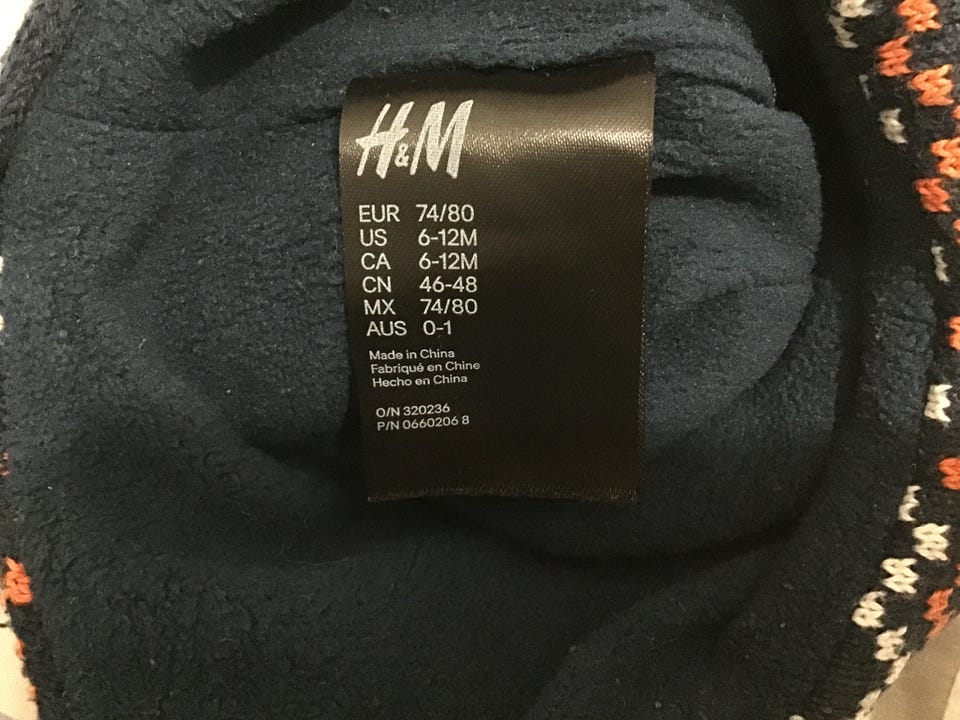 H&M
EUR 74/80
US 6-12M
CA 6-12M
CN 46-48
MX 74/80
AUS 0-1
Made in China
Fabriqué en Chine
Hecho en China
O/N 320236
P/N 0660206 8